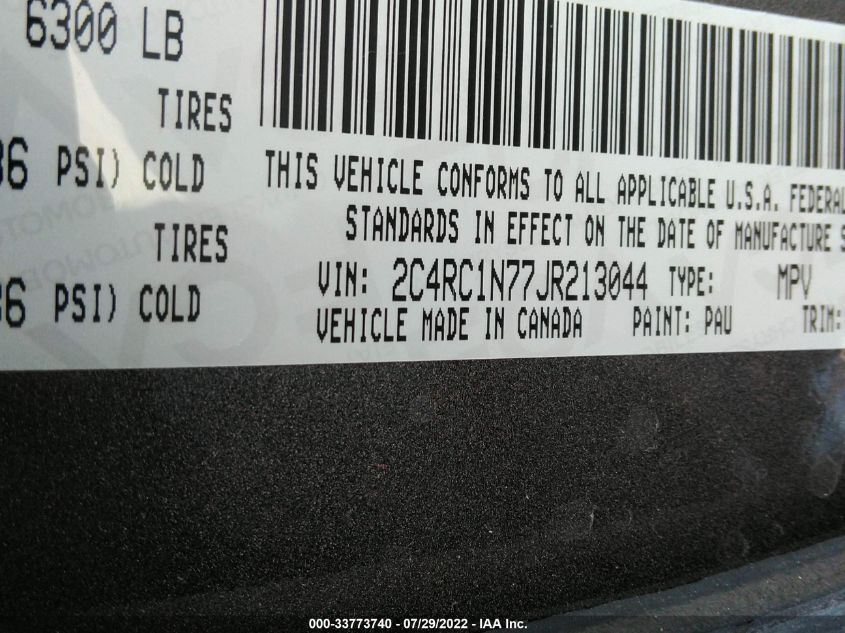 6300 LB
TIRES
36 PSI) COLD
THIS VEHICLE CONFORMS TO ALL APPLICABLE U.S.A. FEDERAL
STANDARDS IN EFFECT ON THE DATE OF MANUFACTURE S
TIRES
VIN: 2C4RC1N77JR213044 TYPE: MPV
36 PSI) COLD
VEHICLE MADE IN CANADA PAINT: PAU TRIM:
000-33773740 - 07/29/2022 - IAA Inc.